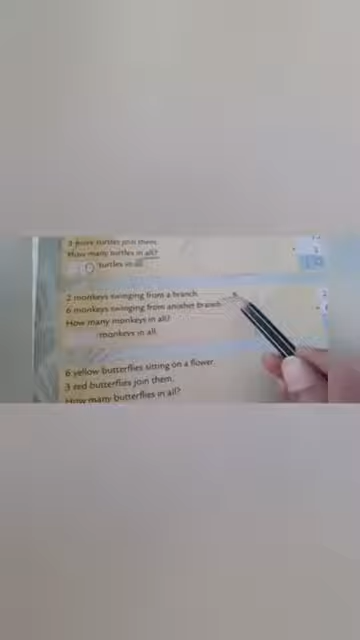 3 more turtles join them.
How many turtles in all?
turtles in all.
2 monkeys swinging from a branch.
6 monkeys swinging from another branch.
How many monkeys in all?
monkeys in all.
6 yellow butterflies sitting on a flower.
3 red butterflies join them.
How many butterflies in all?